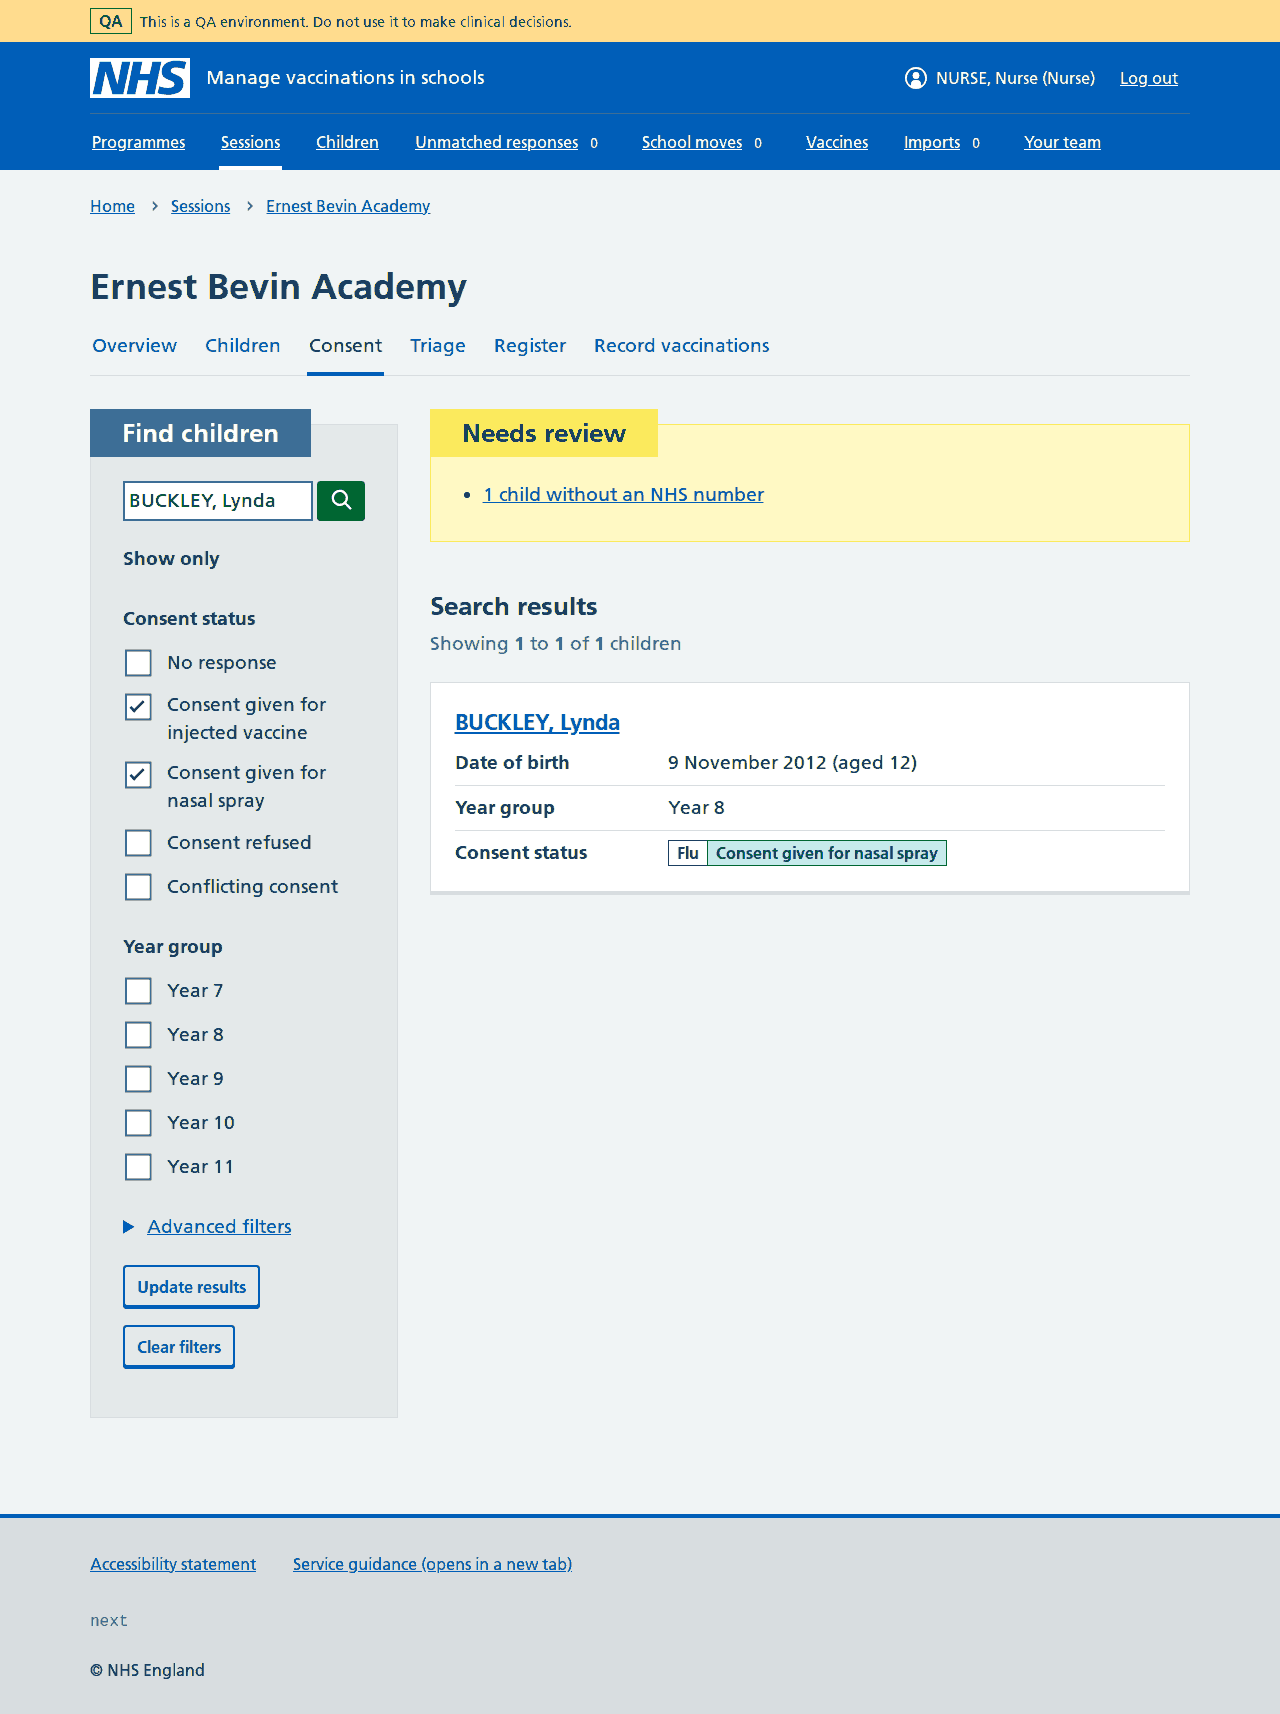 QA This is a QA environment. Do not use it to make clinical decisions.
NHS Manage vaccinations in schools NURSE, Nurse (Nurse) Log out
Programmes Sessions Children Unmatched responses 0 School moves 0 Vaccines Imports 0 Your team
Home Sessions Ernest Bevin Academy
Ernest Bevin Academy
Overview Children Consent Triage Register Record vaccinations
Find children
BUCKLEY, Lynda
Show only
Consent status
No response
Consent given for
injected vaccine
Consent given for
nasal spray
Consent refused
Conflicting consent
Year group
Year 7
Year 8
Year 9
Year 10
Year 11
Advanced filters
Update results
Clear filters
Needs review
1 child without an NHS number
Search results
Showing 1 to 1 of 1 children
BUCKLEY, Lynda
Date of birth 9 November 2012 (aged 12)
Year group Year 8
Consent status Flu Consent given for nasal spray
Accessibility statement Service guidance (opens in a new tab)
next
© NHS England